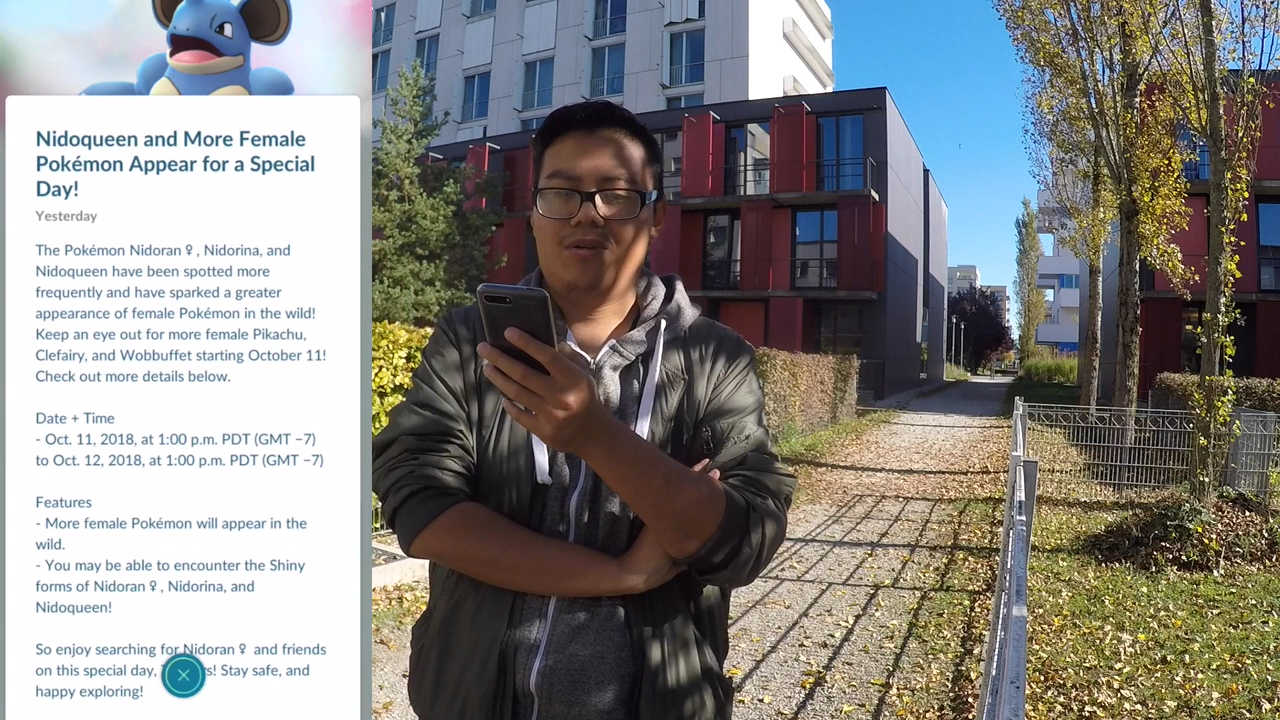 Nidoqueen and More Female
Pokémon Appear for a Special
Day!
Yesterday
The Pokémon Nidoran♀, Nidorina, and
Nidoqueen have been spotted more
frequently and have sparked a greater
appearance of female Pokémon in the wild!
Keep an eye out for more female Pikachu,
Clefairy, and Wobbuffet starting October 11!
Check out more details below.
Date + Time
- Oct. 11, 2018, at 1:00 p.m. PDT (GMT −7)
to Oct. 12, 2018, at 1:00 p.m. PDT (GMT −7)
Features
- More female Pokémon will appear in the
wild.
- You may be able to encounter the Shiny
forms of Nidoran♀, Nidorina, and
Nidoqueen!
So enjoy searching for Nidoran♀ and friends
on this special day, Stay safe, and
happy exploring!